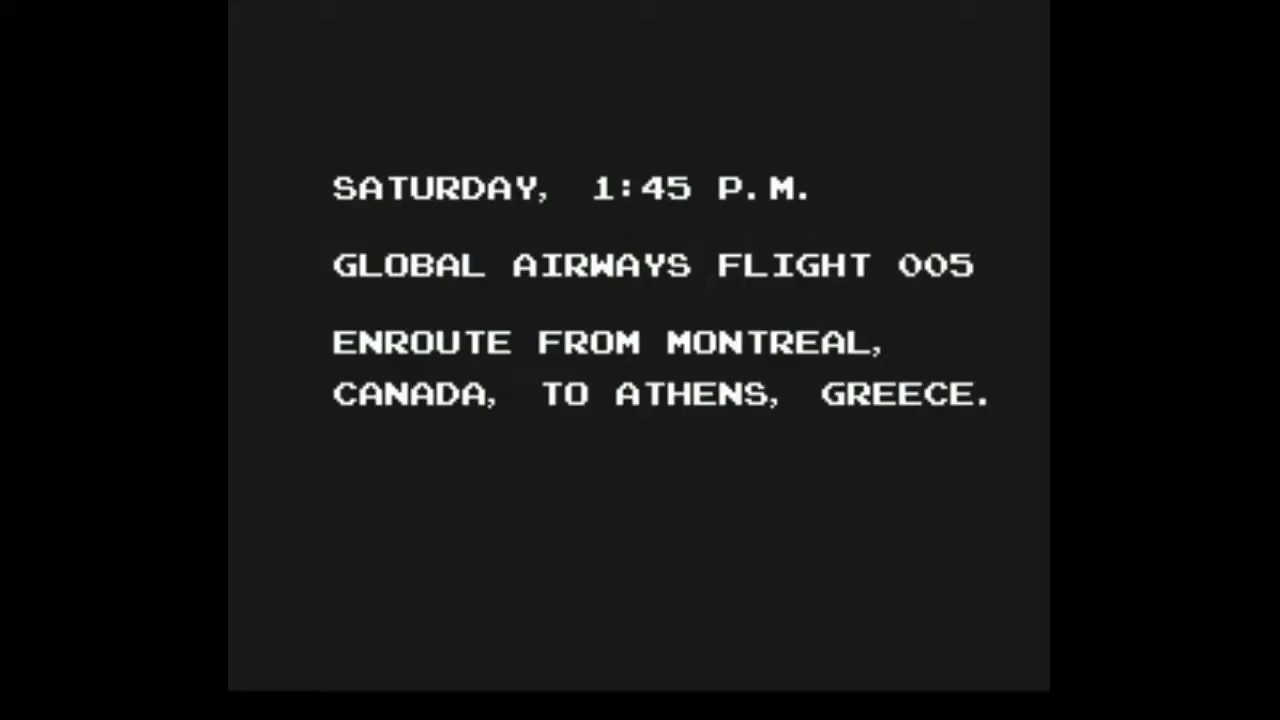 SATURDAY, 1:45 P.M.
GLOBAL AIRWAYS FLIGHT 005
ENROUTE FROM MONTREAL,
CANADA, TO ATHENS, GREECE.